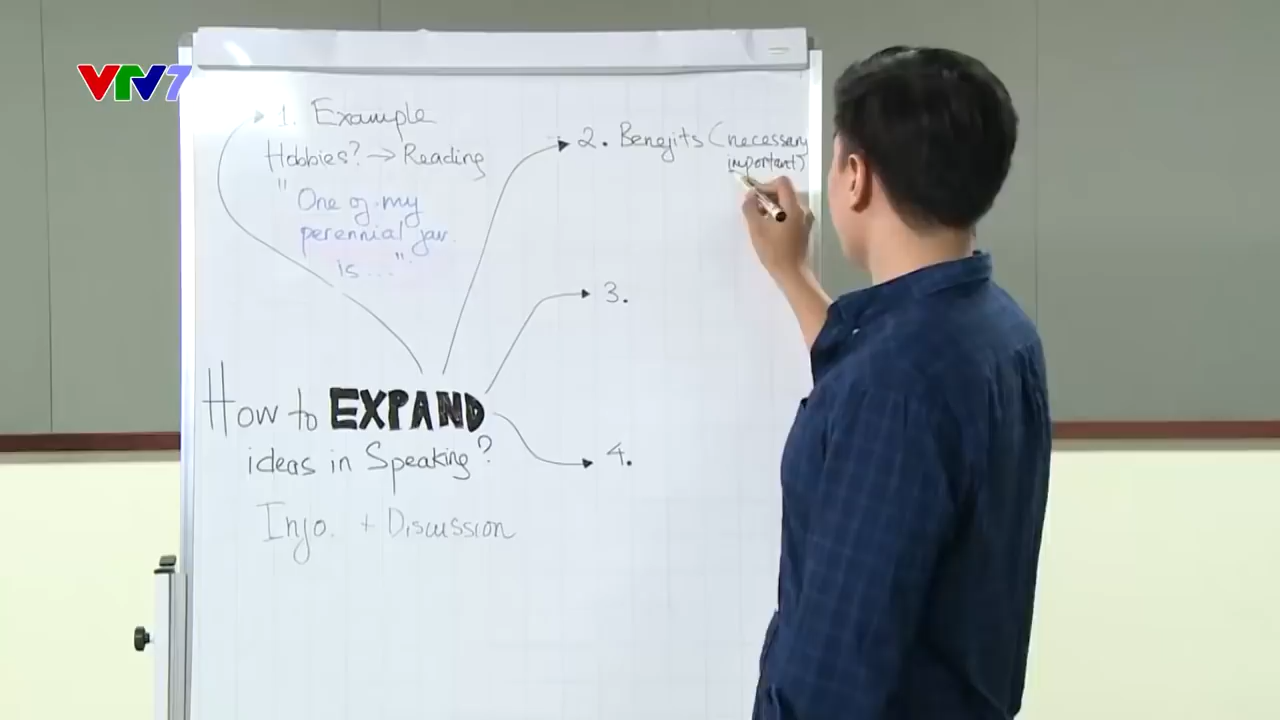 VTV7
1. Example
Hobbies? → Reading
"One of my
perennial fav.
is ..."
2. Benefits (necessary
important)
3.
4.
How to EXPAND
ideas in Speaking?
Info. + Discussion